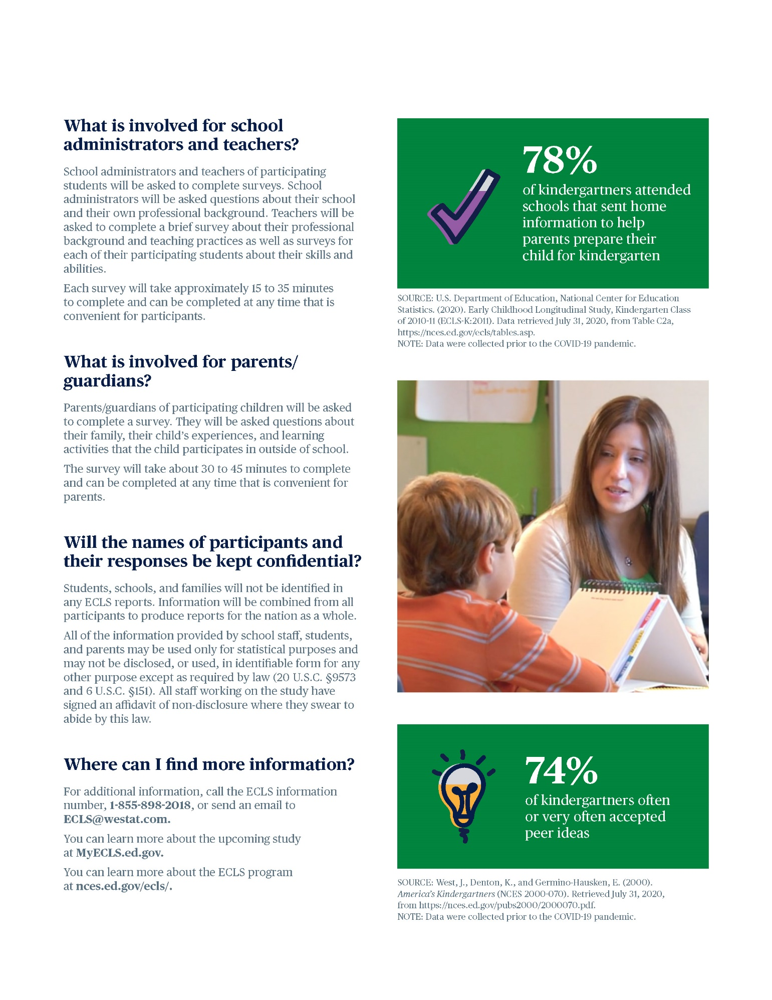 What is involved for school
administrators and teachers?
School administrators and teachers of participating
students will be asked to complete surveys. School
administrators will be asked questions about their school
and their own professional background. Teachers will be
asked to complete a brief survey about their professional
background and teaching practices as well as surveys for
each of their participating students about their skills and
abilities.
Each survey will take approximately 15 to 35 minutes
to complete and can be completed at any time that is
convenient for participants.
What is involved for parents/
guardians?
Parents/guardians of participating children will be asked
to complete a survey. They will be asked questions about
their family, their child's experiences, and learning
activities that the child participates in outside of school.
The survey will take about 30 to 45 minutes to complete
and can be completed at any time that is convenient for
parents.
Will the names of participants and
their responses be kept confidential?
Students, schools, and families will not be identified in
any ECLS reports. Information will be combined from all
participants to produce reports for the nation as a whole.
All of the information provided by school staff, students,
and parents may be used only for statistical purposes and
may not be disclosed, or used, in identifiable form for any
other purpose except as required by law (20 U.S.C. §9573
and 6 U.S.C. §151). All staff working on the study have
signed an affidavit of non-disclosure where they swear to
abide by this law.
Where can I find more information?
For additional information, call the ECLS information
number, 1-855-898-2018, or send an email to
ECLS@westat.com.
You can learn more about the upcoming study
at MyECLS.ed.gov.
You can learn more about the ECLS program
at nces.ed.gov/ecls/.
78%
of kindergartners attended
schools that sent home
information to help
parents prepare their
child for kindergarten
SOURCE: U.S. Department of Education, National Center for Education
Statistics. (2020). Early Childhood Longitudinal Study, Kindergarten Class
of 2010-11 (ECLS-K:2011). Data retrieved July 31, 2020, from Table C2a,
https://nces.ed.gov/ecls/tables.asp.
NOTE: Data were collected prior to the COVID-19 pandemic.
RED
YELLOW
BLUE
74%
of kindergartners often
or very often accepted
peer ideas
SOURCE: West, J., Denton, K., and Germino-Hausken, E. (2000).
America's Kindergartners (NCES 2000-070). Retrieved July 31, 2020,
from https://nces.ed.gov/pubs2000/2000070.pdf.
NOTE: Data were collected prior to the COVID-19 pandemic.